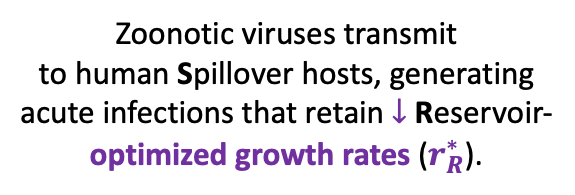 Zoonotic viruses transmit
to human Spillover hosts, generating
acute infections that retain ↓ Reservoir-
optimized growth rates (r*R).